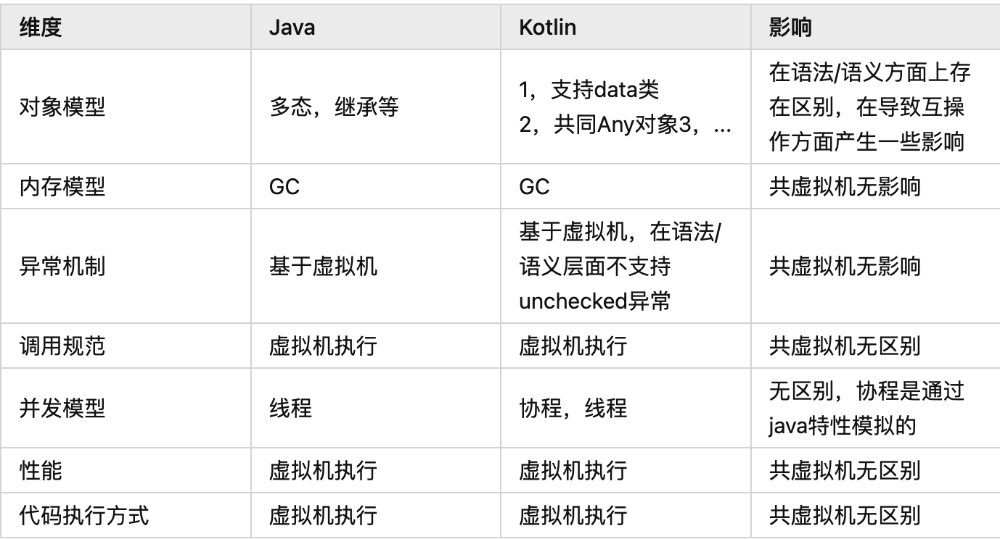 维度
Java
Kotlin
影响
对象模型
多态，继承等
1，支持data类
2，共同Any对象3，...
在语法/语义方面上存
在区别，在导致互操
作方面产生一些影响
内存模型
GC
GC
共虚拟机无影响
异常机制
基于虚拟机
基于虚拟机，在语法/
语义层面不支持
unchecked异常
共虚拟机无影响
调用规范
虚拟机执行
虚拟机执行
共虚拟机无区别
并发模型
线程
协程，线程
无区别，协程是通过
java特性模拟的
性能
虚拟机执行
虚拟机执行
共虚拟机无区别
代码执行方式
虚拟机执行
虚拟机执行
共虚拟机无区别